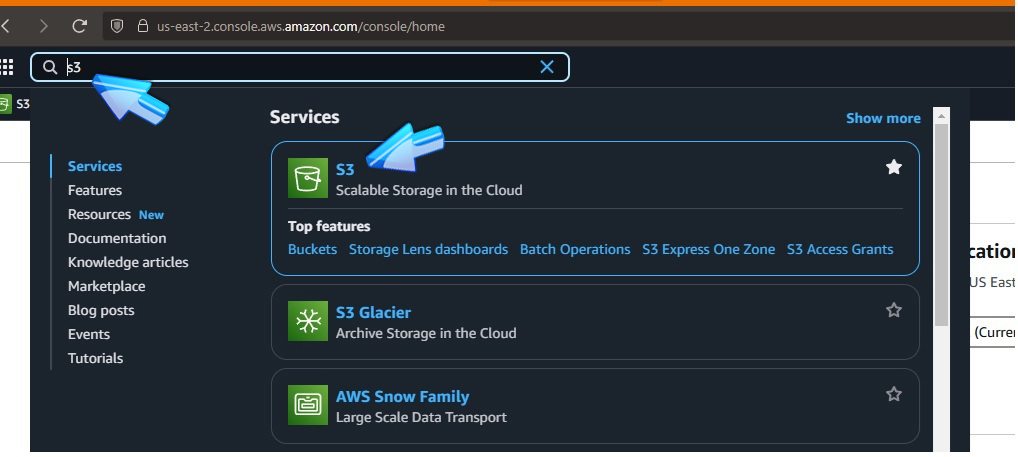 us-east-2.console.aws.amazon.com/console/home
s3
S3
Services
Show more
Services
Features
Resources New
Documentation
Knowledge articles
Marketplace
Blog posts
Events
Tutorials
S3
Scalable Storage in the Cloud
Top features
Buckets Storage Lens dashboards Batch Operations S3 Express One Zone S3 Access Grants
S3 Glacier
Archive Storage in the Cloud
AWS Snow Family
Large Scale Data Transport
cation
US East
(Curre